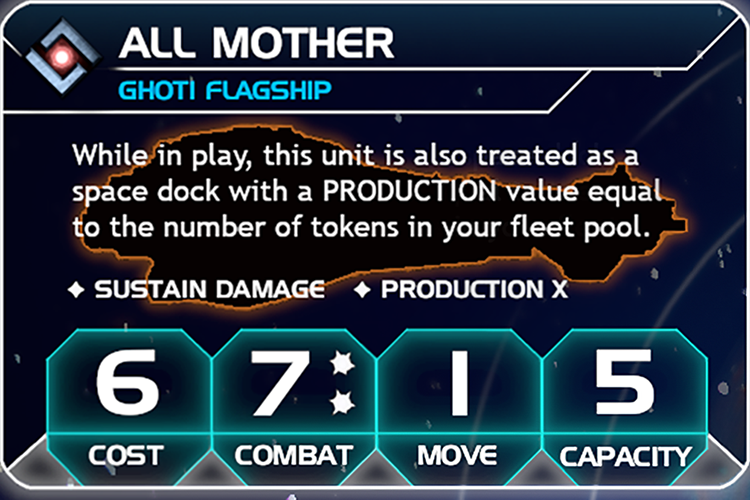 ALL MOTHER
GHOTI FLAGSHIP
While in play, this unit is also treated as a
space dock with a PRODUCTION value equal
to the number of tokens in your fleet pool.
SUSTAIN DAMAGE PRODUCTION X
6 7 1 5
COST COMBAT MOVE CAPACITY